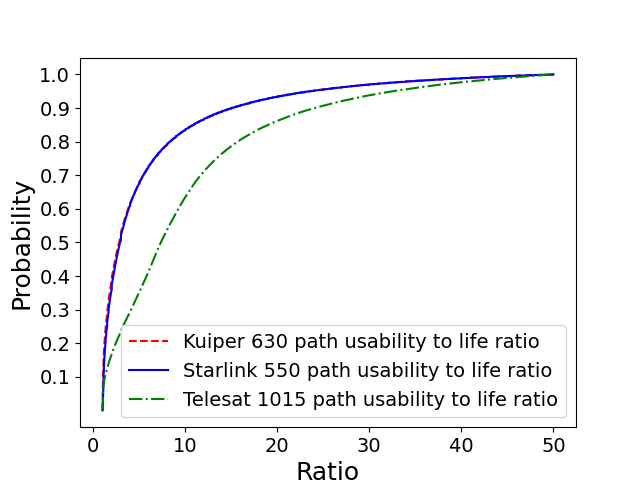 1.0
0.9
0.8
0.7
0.6
0.5
0.4
0.3
0.2
0.1
Probability
Kuiper 630 path usability to life ratio
Starlink 550 path usability to life ratio
Telesat 1015 path usability to life ratio
0 10 20 30 40 50
Ratio